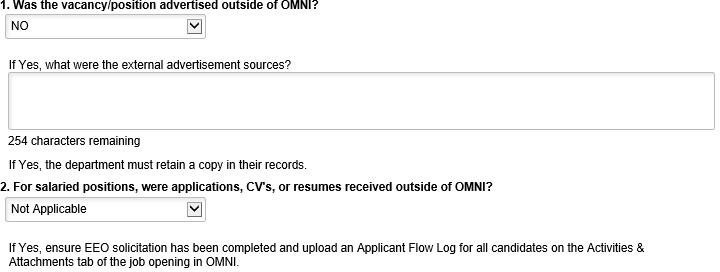 1. Was the vacancy/position advertised outside of OMNI?
NO
If Yes, what were the external advertisement sources?
254 characters remaining
If Yes, the department must retain a copy in their records.
2. For salaried positions, were applications, CV's, or resumes received outside of OMNI?
Not Applicable
If Yes, ensure EEO solicitation has been completed and upload an Applicant Flow Log for all candidates on the Activities &
Attachments tab of the job opening in OMNI.